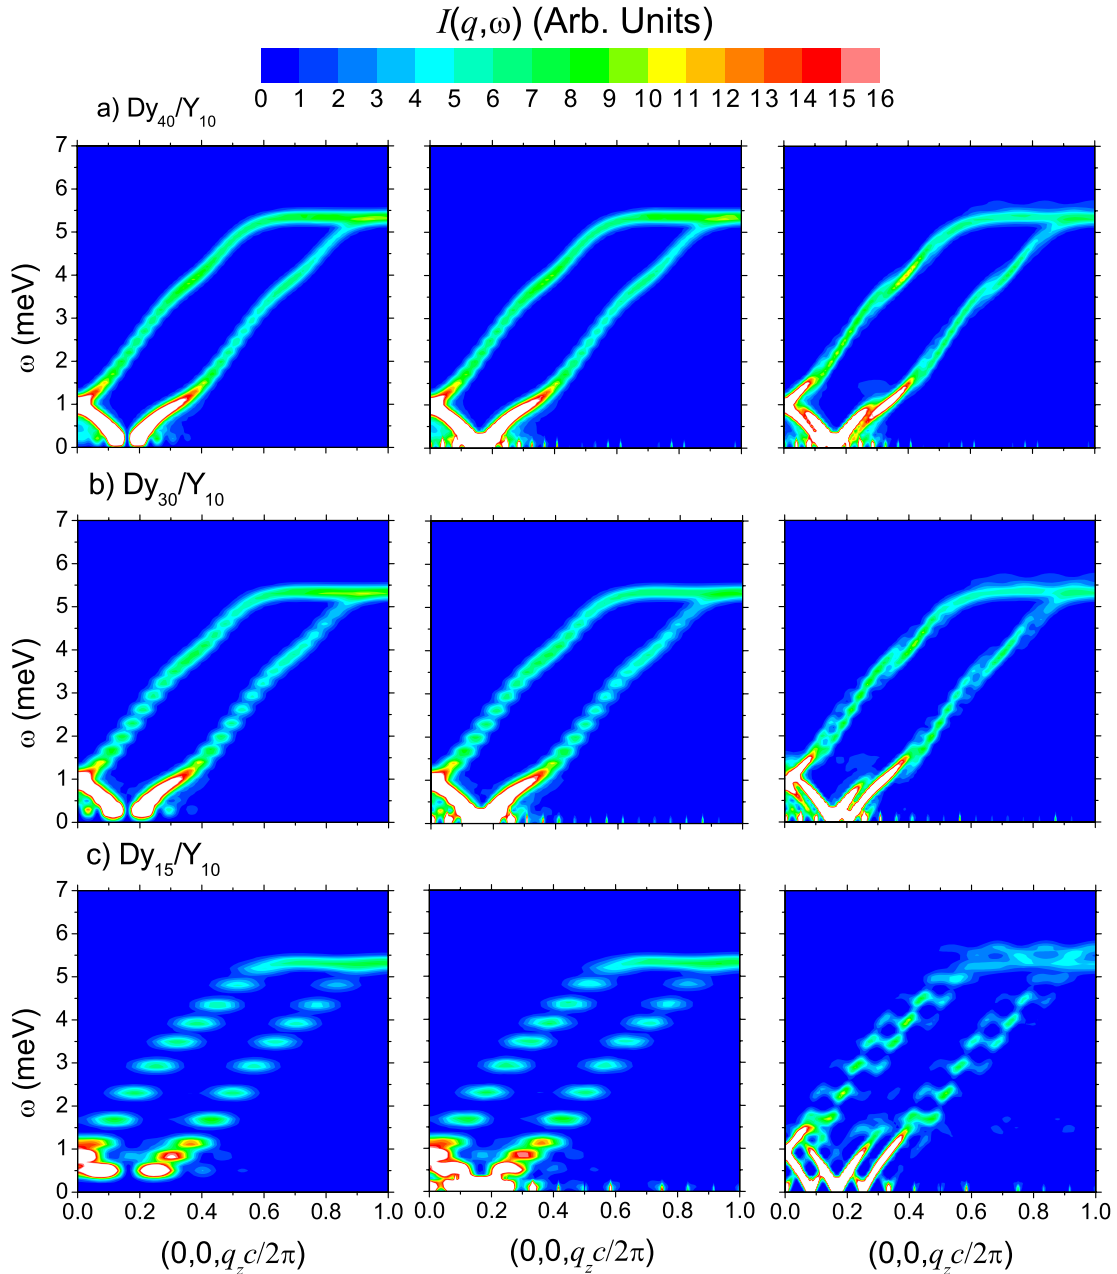 I(q,ω) (Arb. Units)
0 1 2 3 4 5 6 7 8 9 10 11 12 13 14 15 16
a) Dy₄₀/Y₁₀
7
6
5
4
3
2
1
0
ω (meV)
b) Dy₃₀/Y₁₀
7
6
5
4
3
2
1
0
ω (meV)
c) Dy₁₅/Y₁₀
7
6
5
4
3
2
1
0
ω (meV)
0.0 0.2 0.4 0.6 0.8 1.0 0.0 0.2 0.4 0.6 0.8 1.0 0.0 0.2 0.4 0.6 0.8 1.0
(0,0,q_zc/2π) (0,0,q_zc/2π) (0,0,q_zc/2π)